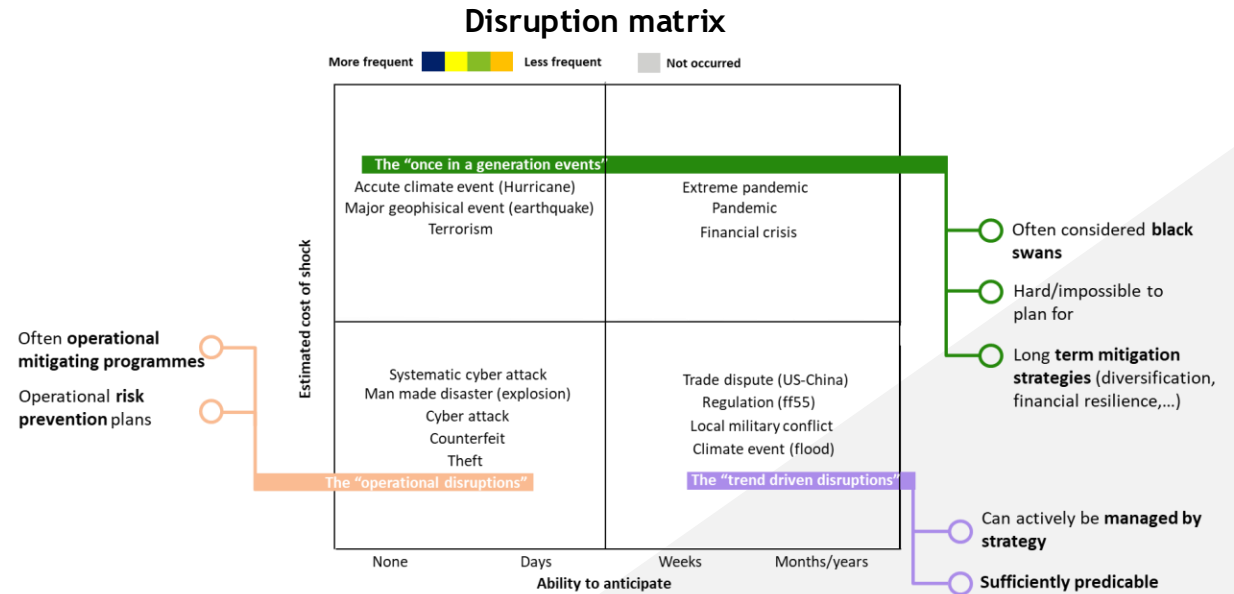 Disruption matrix
More frequent
Less frequent
Not occurred
Estimated cost of shock
The "once in a generation events"
Accute climate event (Hurricane)
Major geophisical event (earthquake)
Terrorism
Extreme pandemic
Pandemic
Financial crisis
Often considered black
swans
Hard/impossible to
plan for
Long term mitigation
strategies (diversification,
financial resilience,...)
Often operational
mitigating programmes
Operational risk
prevention plans
Systematic cyber attack
Man made disaster (explosion)
Cyber attack
Counterfeit
Theft
The "operational disruptions"
Trade dispute (US-China)
Regulation (ff55)
Local military conflict
Climate event (flood)
The "trend driven disruptions"
Can actively be managed by
strategy
Sufficiently predicable
None
Days
Weeks
Months/years
Ability to anticipate